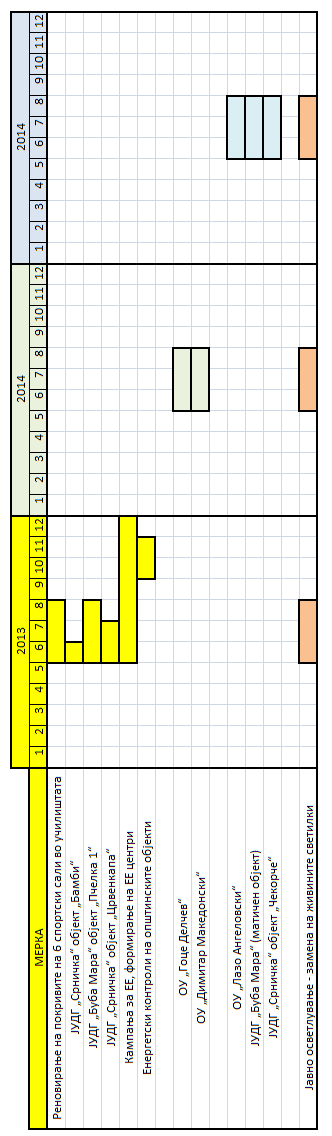 2013 2014 2014
МЕРКА 1 2 3 4 5 6 7 8 9 10 11 12 1 2 3 4 5 6 7 8 9 10 11 12 1 2 3 4 5 6 7 8 9 10 11 12
Реновирање на покривите на 6 спортски сали во училиштата
ЈУДГ „Срничка“ објект „Бамби“
ЈУДГ „Буба Мара“ објект „Пчелка 1“
ЈУДГ „Срничка“ објект „Црвенкапа“
Кампања за ЕЕ, формирање на ЕЕ центри
Енергетски контроли на општинските објекти
ОУ „Гоце Делчев“
ОУ „Димитар Македонски“
ОУ „Лазо Ангеловски“
ЈУДГ „Буба Мара“ (матичен објект)
ЈУДГ „Срничка“ објект „Чекорче“
Јавно осветлување - замена на живините светилки